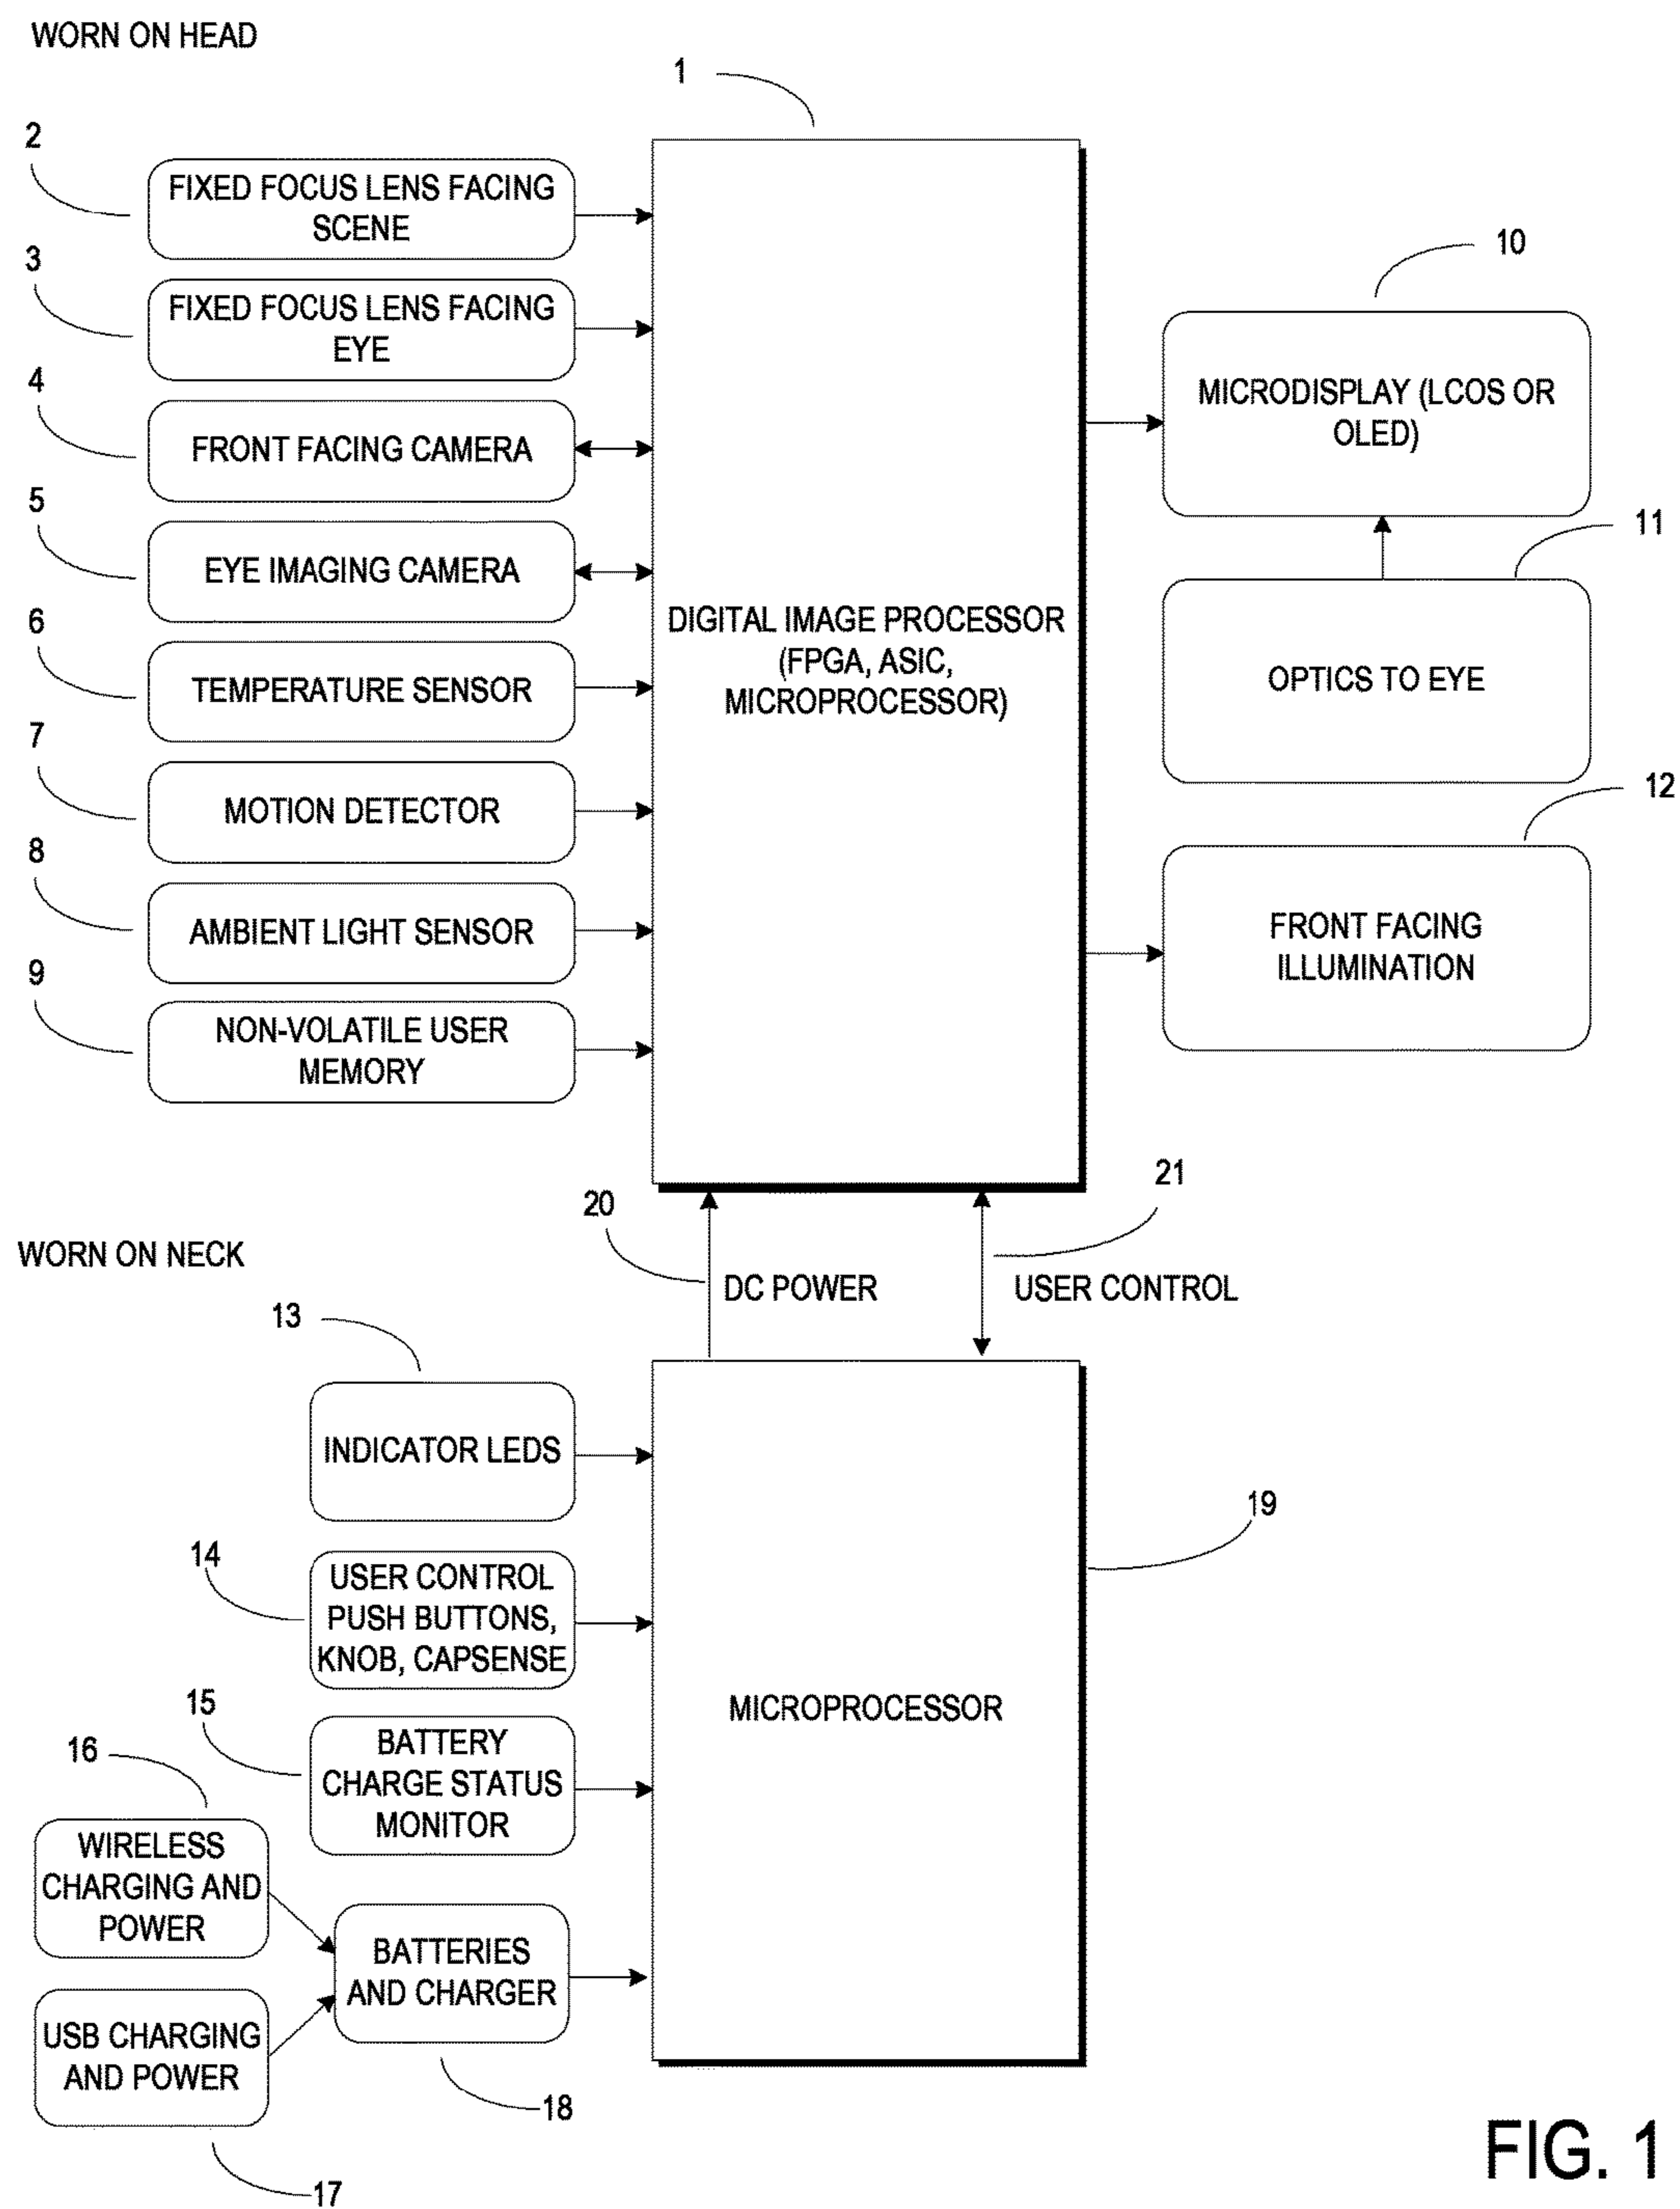 WORN ON HEAD
1
2
FIXED FOCUS LENS FACING
SCENE
3
FIXED FOCUS LENS FACING
EYE
4
FRONT FACING CAMERA
5
EYE IMAGING CAMERA
6
TEMPERATURE SENSOR
7
MOTION DETECTOR
8
AMBIENT LIGHT SENSOR
9
NON-VOLATILE USER
MEMORY
DIGITAL IMAGE PROCESSOR
(FPGA, ASIC,
MICROPROCESSOR)
10
MICRODISPLAY (LCOS OR
OLED)
11
OPTICS TO EYE
12
FRONT FACING
ILLUMINATION
20
DC POWER
21
USER CONTROL
WORN ON NECK
13
INDICATOR LEDS
14
USER CONTROL
PUSH BUTTONS,
KNOB, CAPSENSE
15
BATTERY
CHARGE STATUS
MONITOR
16
WIRELESS
CHARGING AND
POWER
USB CHARGING
AND POWER
17
BATTERIES
AND CHARGER
18
MICROPROCESSOR
19
FIG. 1